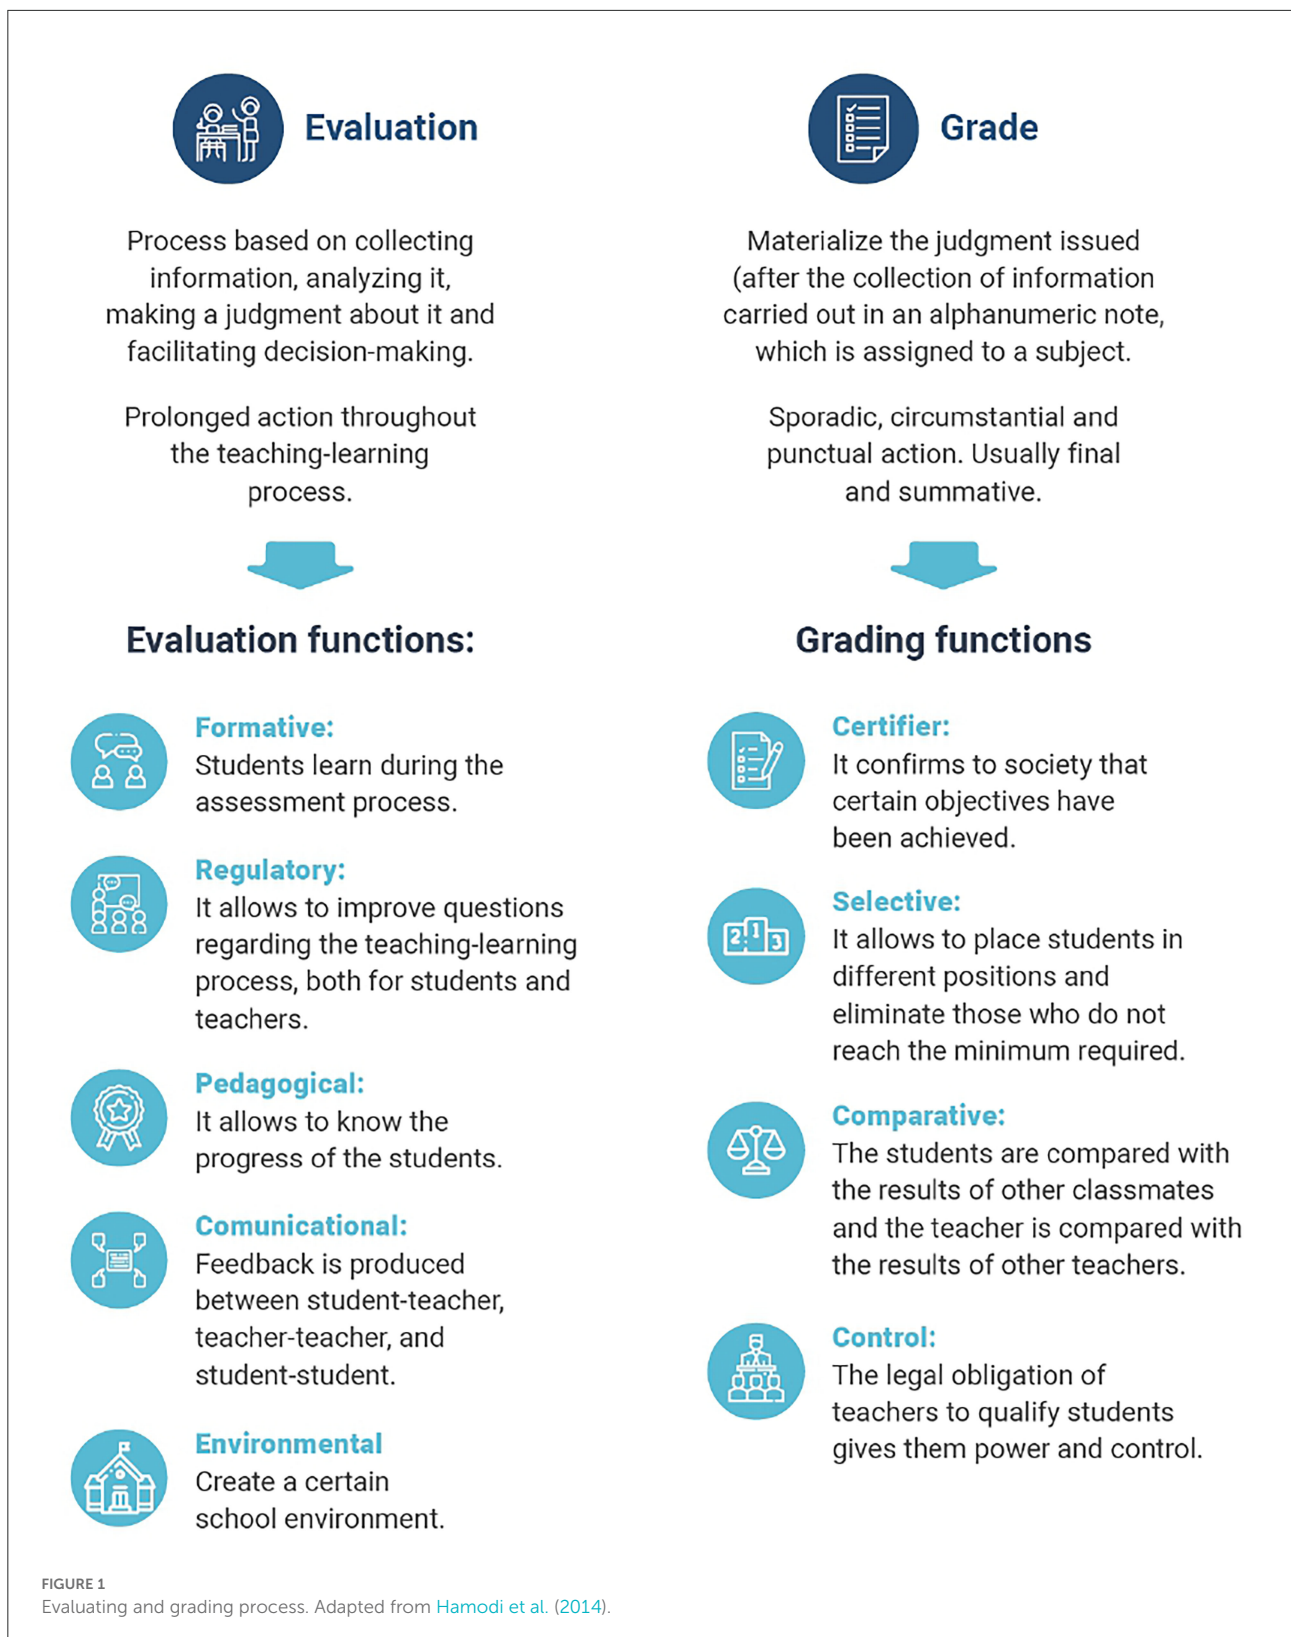 Evaluation
Process based on collecting
information, analyzing it,
making a judgment about it and
facilitating decision-making.
Prolonged action throughout
the teaching-learning
process.
Evaluation functions:
Formative:
Students learn during the
assessment process.
Regulatory:
It allows to improve questions
regarding the teaching-learning
process, both for students and
teachers.
Pedagogical:
It allows to know the
progress of the students.
Comunicational:
Feedback is produced
between student-teacher,
teacher-teacher, and
student-student.
Environmental
Create a certain
school environment.
Grade
Materialize the judgment issued
(after the collection of information
carried out in an alphanumeric note,
which is assigned to a subject.
Sporadic, circumstantial and
punctual action. Usually final
and summative.
Grading functions
Certifier:
It confirms to society that
certain objectives have
been achieved.
2 1 3
Selective:
It allows to place students in
different positions and
eliminate those who do not
reach the minimum required.
Comparative:
The students are compared with
the results of other classmates
and the teacher is compared with
the results of other teachers.
Control:
The legal obligation of
teachers to qualify students
gives them power and control.
FIGURE 1
Evaluating and grading process. Adapted from Hamodi et al. (2014).